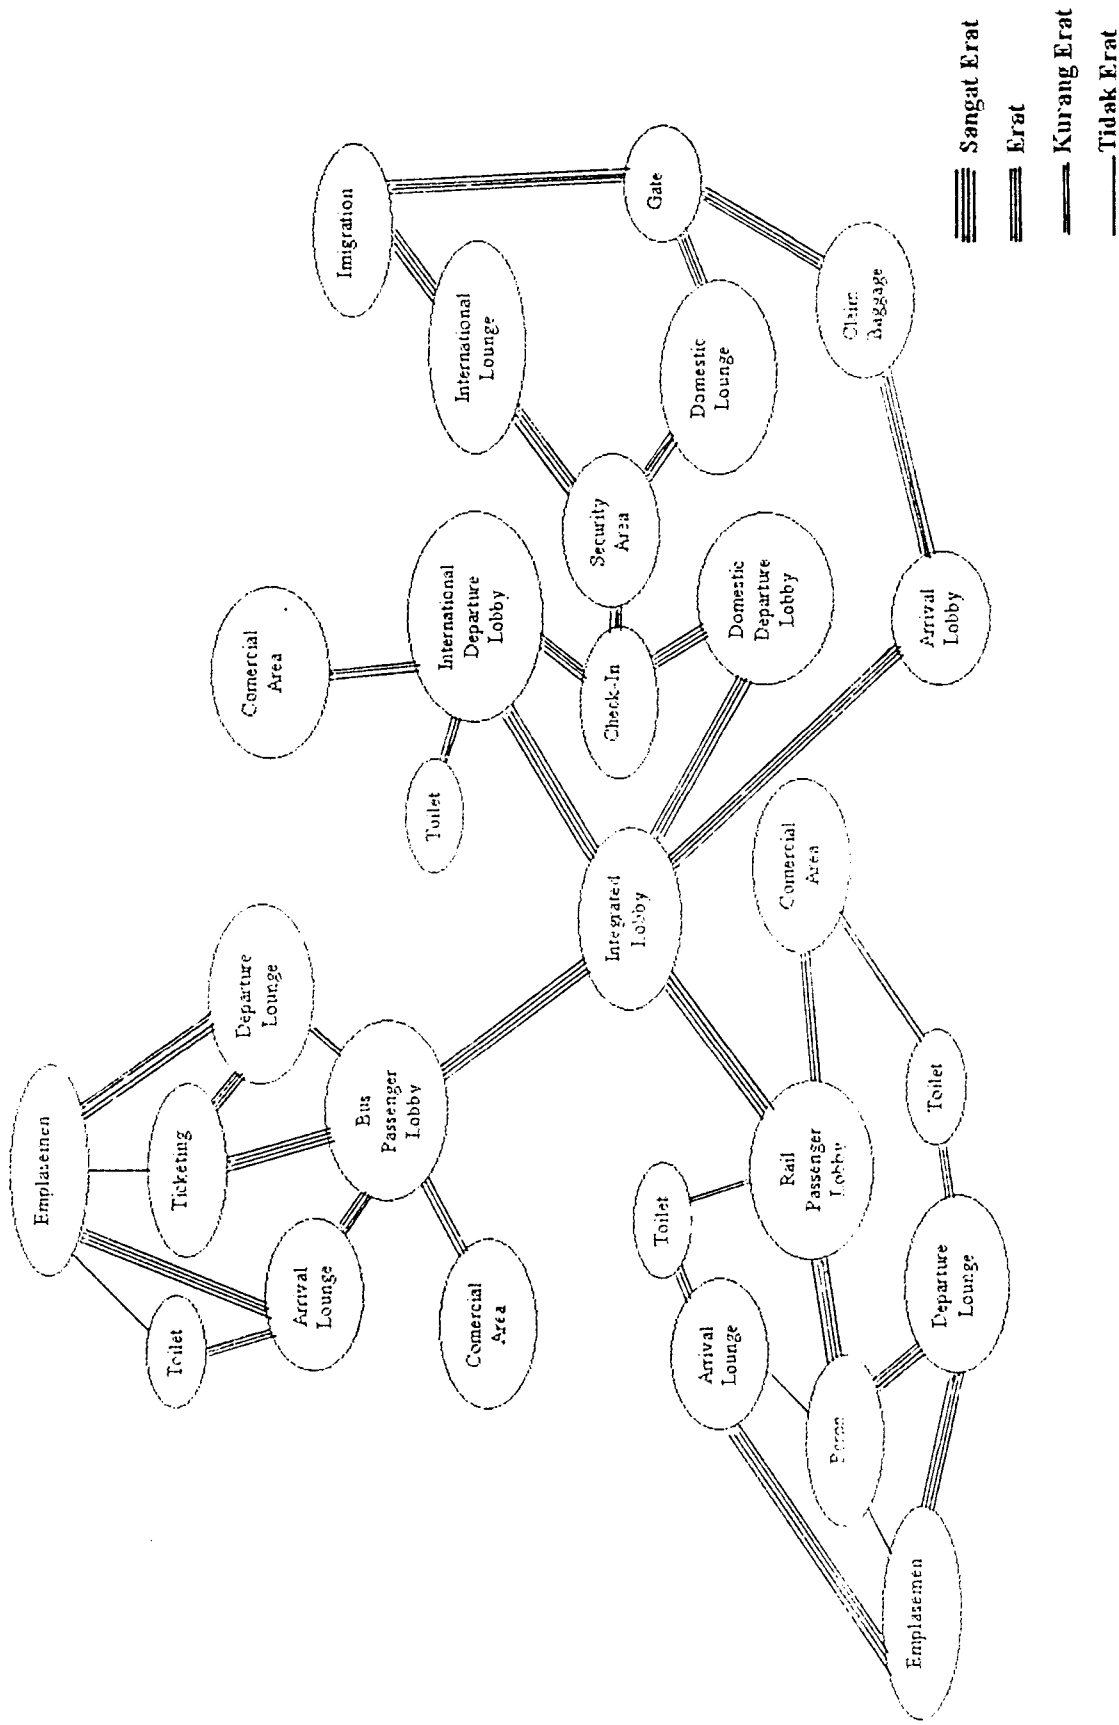 Emplasemen
Toilet
Ticketing
Departure
Lounge
Arrival
Lounge
Bus
Passenger
Lobby
Comercial
Area
Comercial
Area
Toilet
International
Departure
Lobby
Imigration
International
Lounge
Integrated
Lobby
Check-In
Security
Area
Gate
Domestic
Lounge
Domestic
Departure
Lobby
Toilet
Arrival
Lounge
Rail
Passenger
Lobby
Comercial
Area
Peron
Claim
Baggage
Emplasemen
Departure
Lounge
Toilet
Arrival
Lobby
Sangat Erat
Erat
Kurang Erat
Tidak Erat